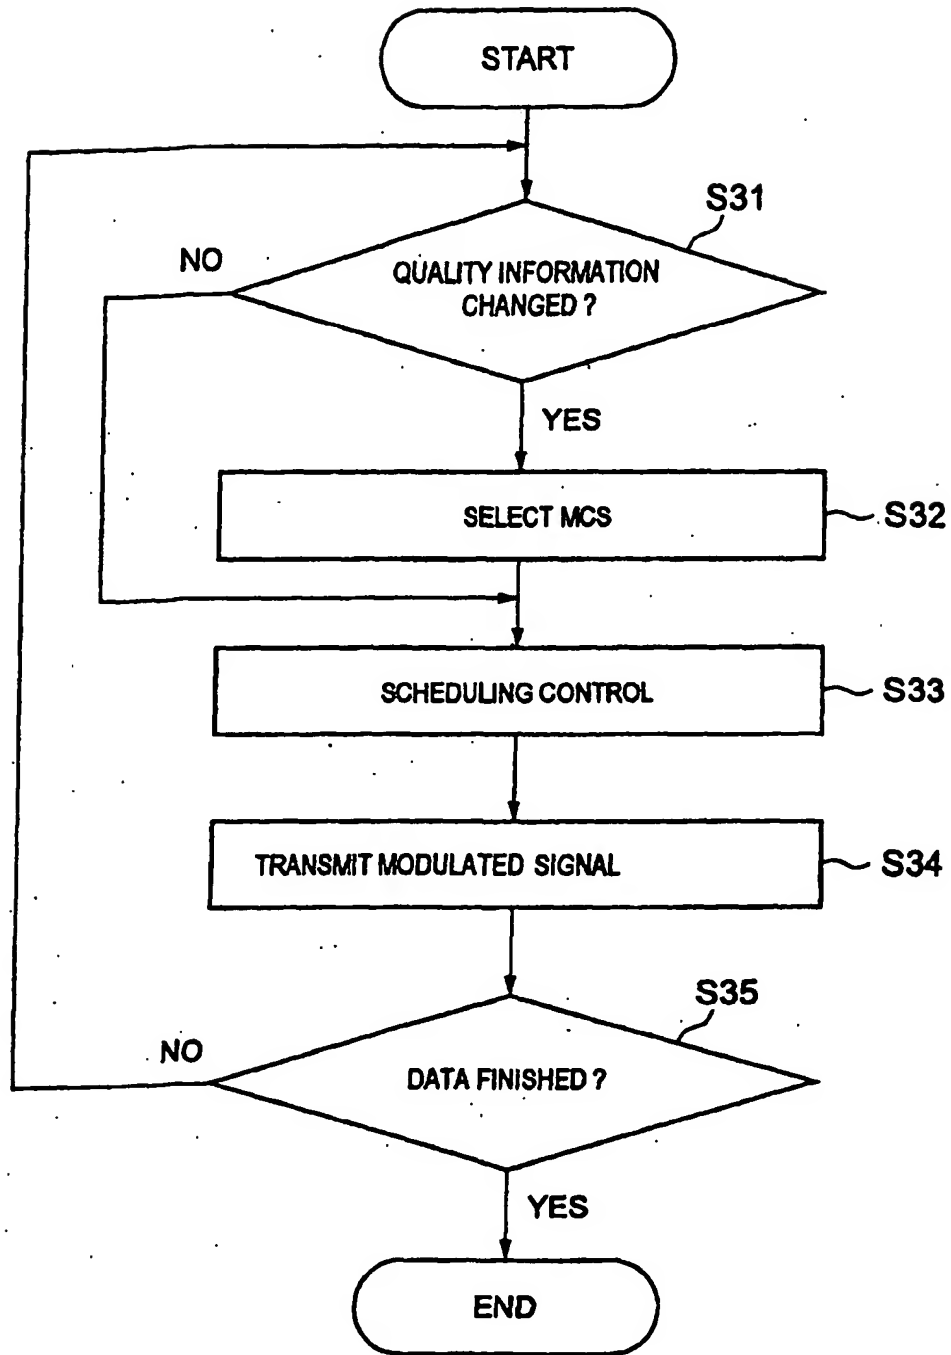 START
S31
NO
QUALITY INFORMATION
CHANGED ?
YES
SELECT MCS
S32
SCHEDULING CONTROL
S33
TRANSMIT MODULATED SIGNAL
S34
S35
NO
DATA FINISHED ?
YES
END